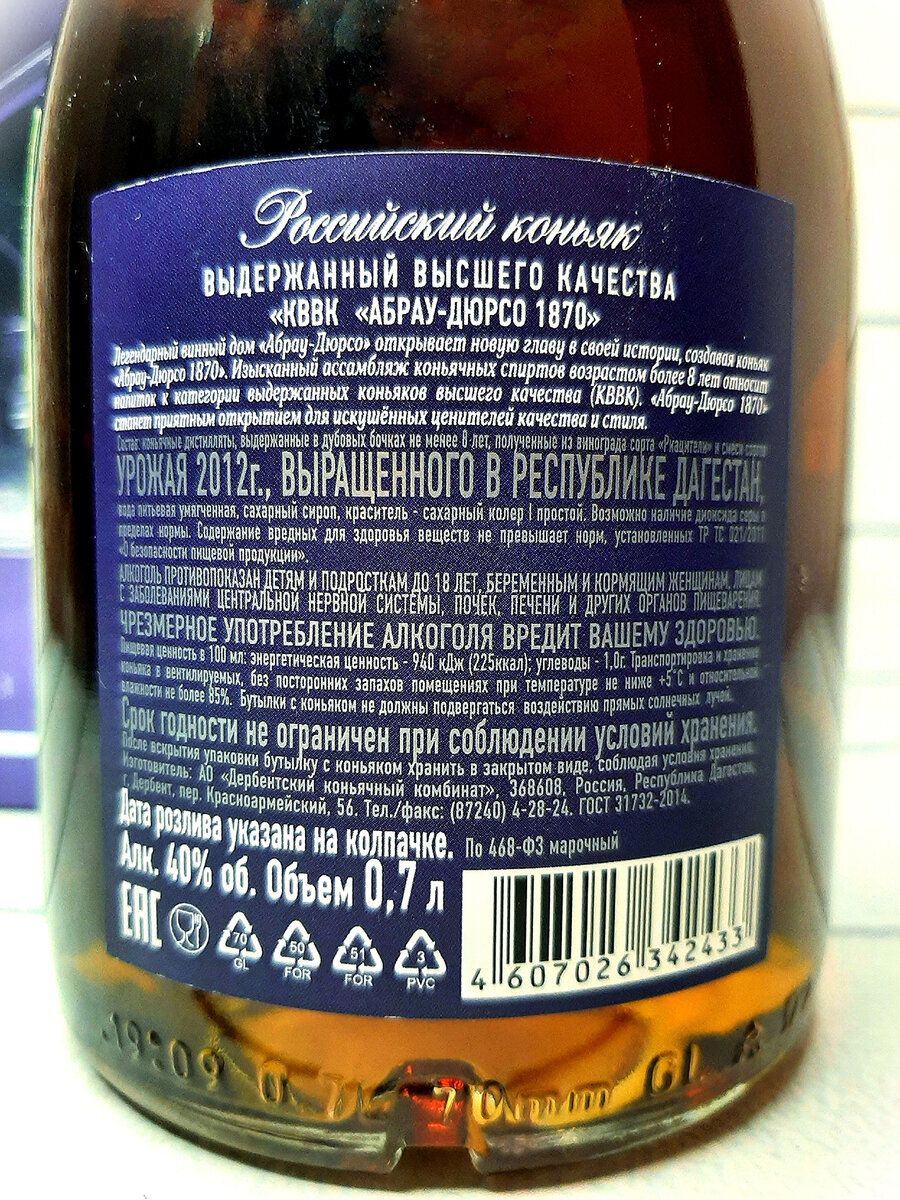 Российский коньяк
ВЫДЕРЖАННЫЙ ВЫСШЕГО КАЧЕСТВА
«КВВК «АБРАУ-ДЮРСО 1870»
Легендарный винный дом «Абрау-Дюрсо» открывает новую главу в своей истории, создавая коньяк
«Абрау-Дюрсо 1870». Изысканный ассамбляж коньячных спиртов возрастом более 8 лет относит
напиток к категории выдержанных коньяков высшего качества (КВВК). «Абрау-Дюрсо 1870»
станет приятным открытием для искушённых ценителей качества и стиля.
Состав: коньячные дистилляты, выдержанные в дубовых бочках не менее 8 лет, полученные из винограда сорта «Ркацители» и смеси сортов
УРОЖАЯ 2012г., ВЫРАЩЕННОГО В РЕСПУБЛИКЕ ДАГЕСТАН,
вода питьевая умягченная, сахарный сироп, краситель - сахарный колер I простой. Возможно наличие диоксида серы в
пределах нормы. Содержание вредных для здоровья веществ не превышает норм, установленных ТР ТС 021/2011
«О безопасности пищевой продукции».
АЛКОГОЛЬ ПРОТИВОПОКАЗАН ДЕТЯМ И ПОДРОСТКАМ ДО 18 ЛЕТ, БЕРЕМЕННЫМ И КОРМЯЩИМ ЖЕНЩИНАМ, ЛИЦАМ
С ЗАБОЛЕВАНИЯМИ ЦЕНТРАЛЬНОЙ НЕРВНОЙ СИСТЕМЫ, ПОЧЕК, ПЕЧЕНИ И ДРУГИХ ОРГАНОВ ПИЩЕВАРЕНИЯ.
ЧРЕЗМЕРНОЕ УПОТРЕБЛЕНИЕ АЛКОГОЛЯ ВРЕДИТ ВАШЕМУ ЗДОРОВЬЮ.
Пищевая ценность в 100 мл: энергетическая ценность - 940 кДж (225ккал); углеводы - 1,0г. Транспортировка и хранение
коньяка в вентилируемых, без посторонних запахов помещениях при температуре не ниже +5°С и относительной
влажности не более 85%. Бутылки с коньяком не должны подвергаться воздействию прямых солнечных лучей.
Срок годности не ограничен при соблюдении условий хранения.
После вскрытия упаковки бутылку с коньяком хранить в закрытом виде, соблюдая условия хранения.
Изготовитель: АО «Дербентский коньячный комбинат», 368608, Россия, Республика Дагестан,
г. Дербент, пер. Красноармейский, 56. Тел./факс: (87240) 4-28-24. ГОСТ 31732-2014.
Дата розлива указана на колпачке. По 468-ФЗ марочный
Алк. 40% об. Объем 0,7 л
EAC
70 GL
50 FOR
51 FOR
3 PVC
4 607026 342433
19:09 0.7L 70mm GL